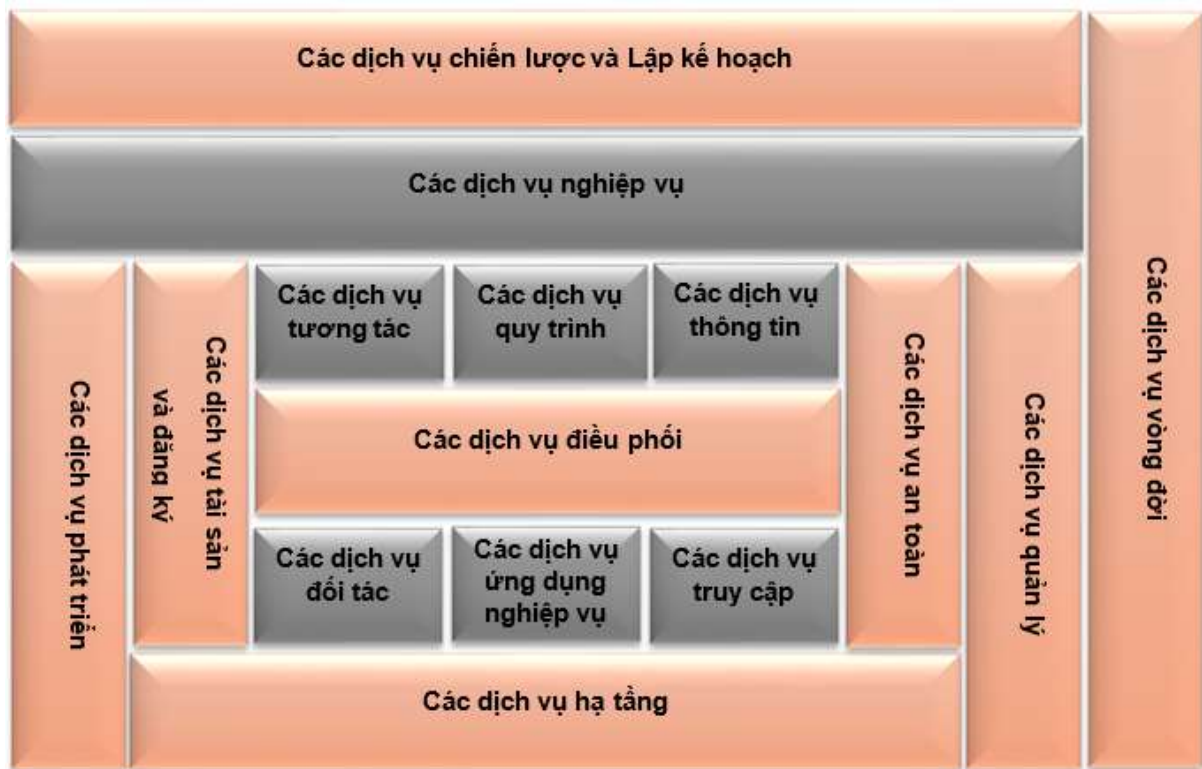 Các dịch vụ chiến lược và Lập kế hoạch
Các dịch vụ nghiệp vụ
Các dịch vụ phát triển
Các dịch vụ tài sản
và đăng ký
Các dịch vụ
tương tác
Các dịch vụ
quy trình
Các dịch vụ
thông tin
Các dịch vụ điều phối
Các dịch vụ
đối tác
Các dịch vụ
ứng dụng
nghiệp vụ
Các dịch vụ
truy cập
Các dịch vụ an toàn
Các dịch vụ quản lý
Các dịch vụ vòng đời
Các dịch vụ hạ tầng